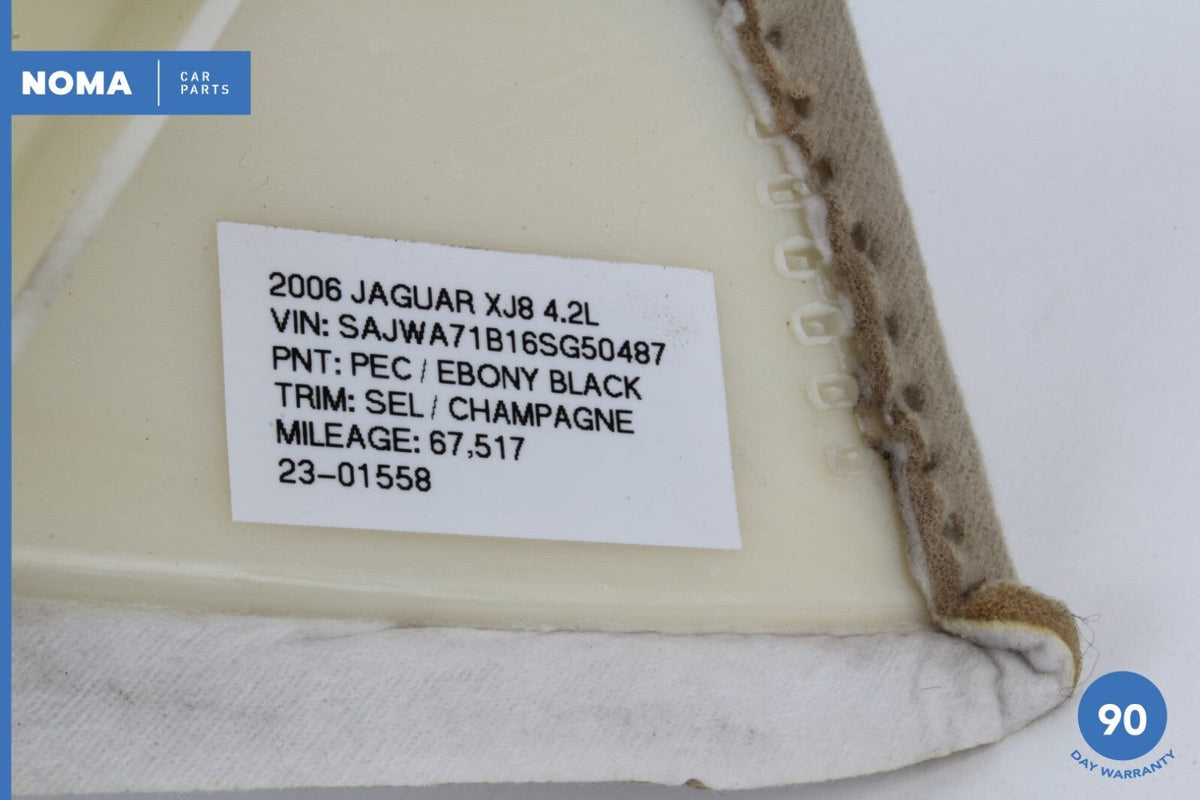 NOMA
CAR
PARTS
2006 JAGUAR XJ8 4.2L
VIN: SAJWA71B16SG50487
PNT: PEC / EBONY BLACK
TRIM: SEL / CHAMPAGNE
MILEAGE: 67,517
23-01558
90
DAY WARRANTY